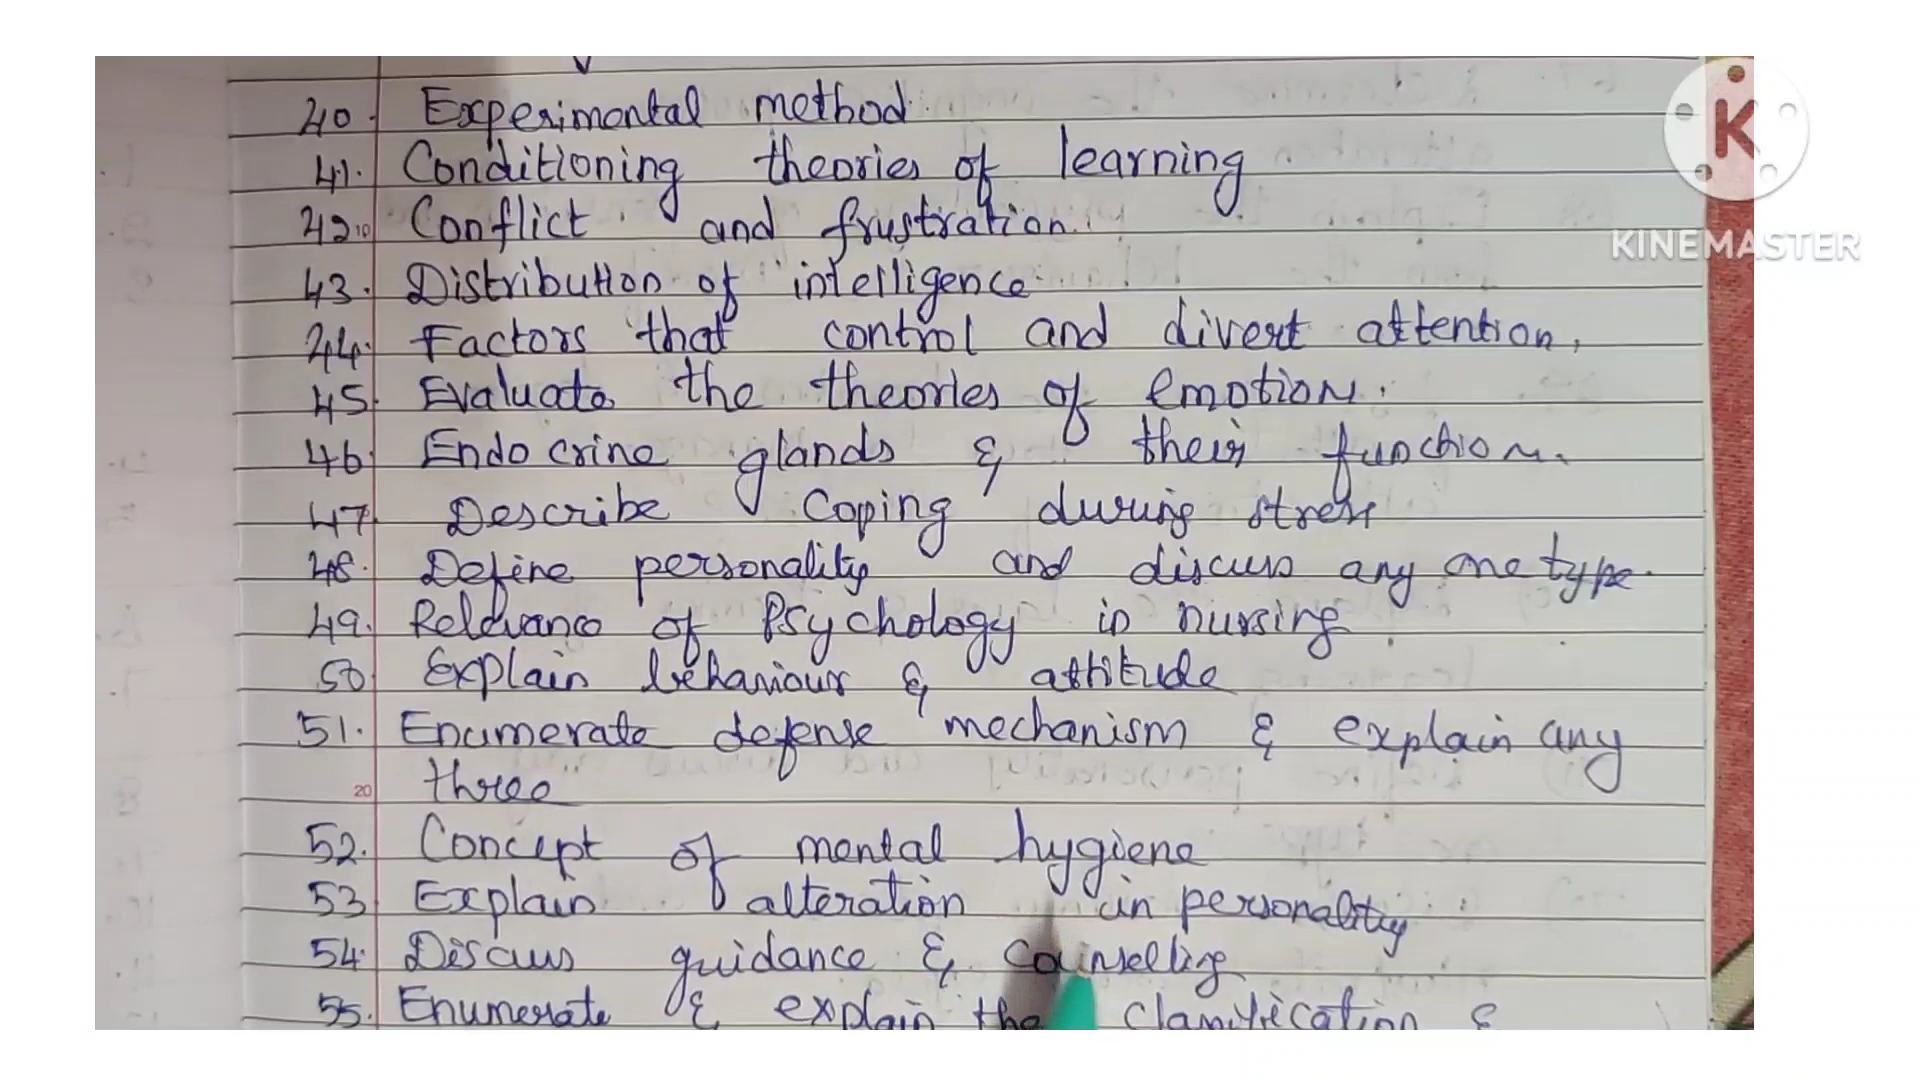 40. Experimental method.
41. Conditioning theories of learning
42. Conflict and frustration.
43. Distribution of intelligence
44. Factors that control and divert attention,
45. Evaluate the theories of emotion.
46. Endocrine glands & their function.
47. Describe Coping during stress
48. Define personality and discuss any one type.
49. Relevance of Psychology in nursing
50. Explain behaviour & attitude
51. Enumerate defense mechanism & explain any
three
52. Concept of mental hygiene
53. Explain alteration in personality
54. Discuss guidance & Counselling
55. Enumerate & explain the classification &
10
20
K
KINEMASTER